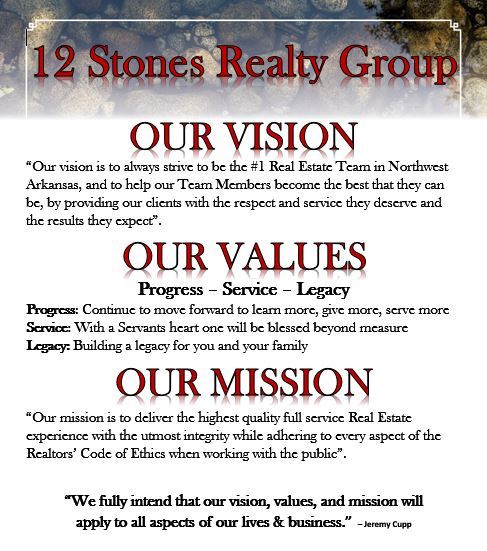 12 Stones Realty Group
OUR VISION
“Our vision is to always strive to be the #1 Real Estate Team in Northwest
Arkansas, and to help our Team Members become the best that they can
be, by providing our clients with the respect and service they deserve and
the results they expect”.
OUR VALUES
Progress – Service – Legacy
Progress: Continue to move forward to learn more, give more, serve more
Service: With a Servants heart one will be blessed beyond measure
Legacy: Building a legacy for you and your family
OUR MISSION
“Our mission is to deliver the highest quality full service Real Estate
experience with the utmost integrity while adhering to every aspect of the
Realtors’ Code of Ethics when working with the public”.
“We fully intend that our vision, values, and mission will
apply to all aspects of our lives & business.” – Jeremy Cupp